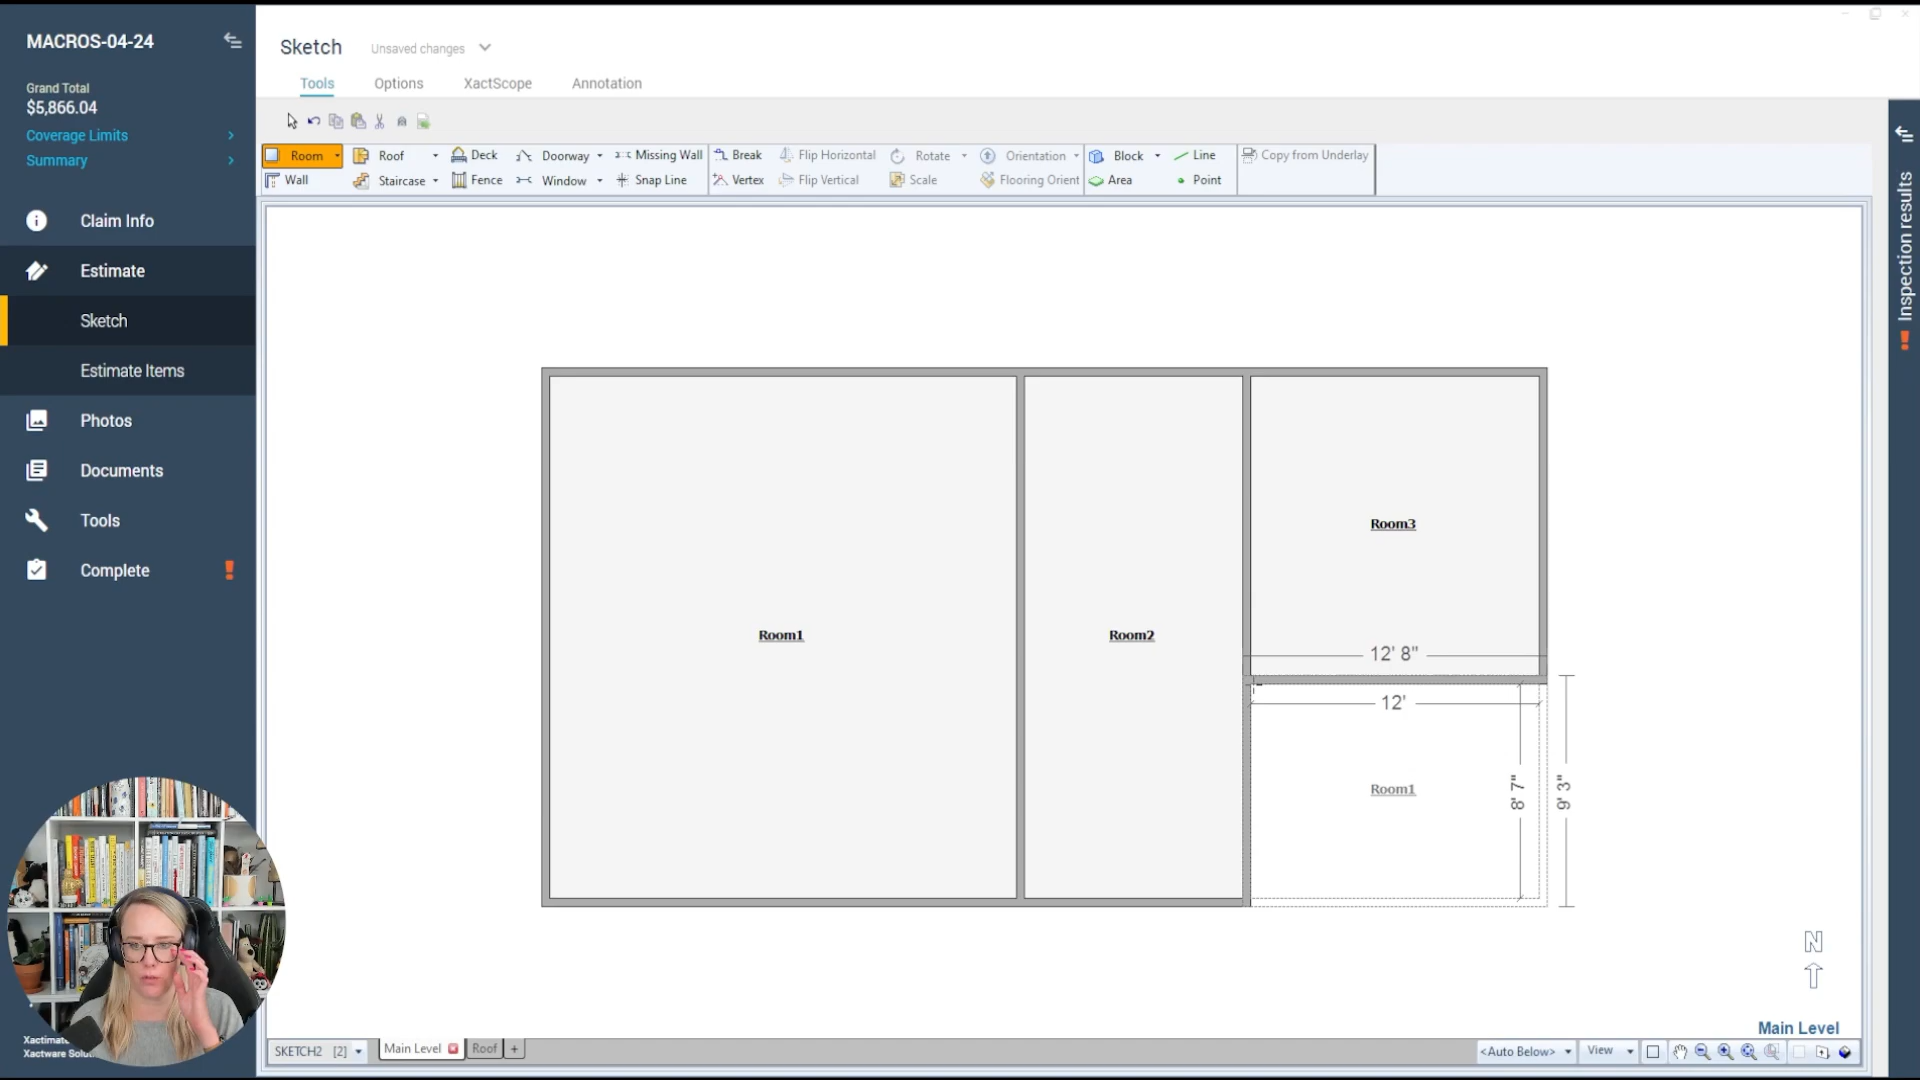 MACROS-04-24
Grand Total
$5,866.04
Coverage Limits
Summary
Claim Info
Estimate
Sketch
Estimate Items
Photos
Documents
Tools
Complete
Xactimate
Sketch
Unsaved changes
Tools
Options
XactScope
Annotation
Room
Roof
Deck
Doorway
Missing Wall
Break
Flip Horizontal
Rotate
Orientation
Block
Line
Copy from Underlay
Wall
Staircase
Fence
Window
Snap Line
Vertex
Flip Vertical
Scale
Flooring Orient
Area
Point
Room1
Room2
Room3
12' 8"
12'
Room1
8' 7"
9' 3"
N
Main Level
SKETCH2 [2]
Main Level
Roof
+
<Auto Below>
View
Inspection results